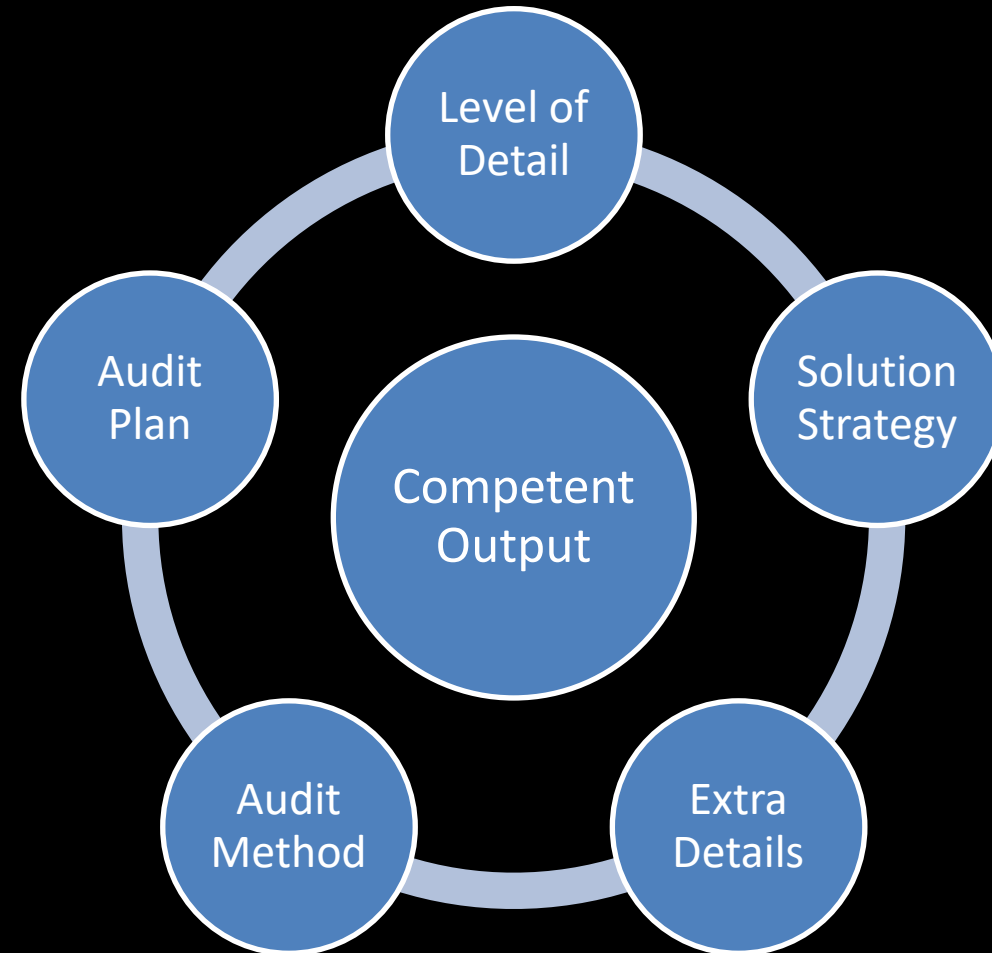 Level of
Detail
Solution
Strategy
Extra
Details
Audit
Method
Audit
Plan
Competent
Output